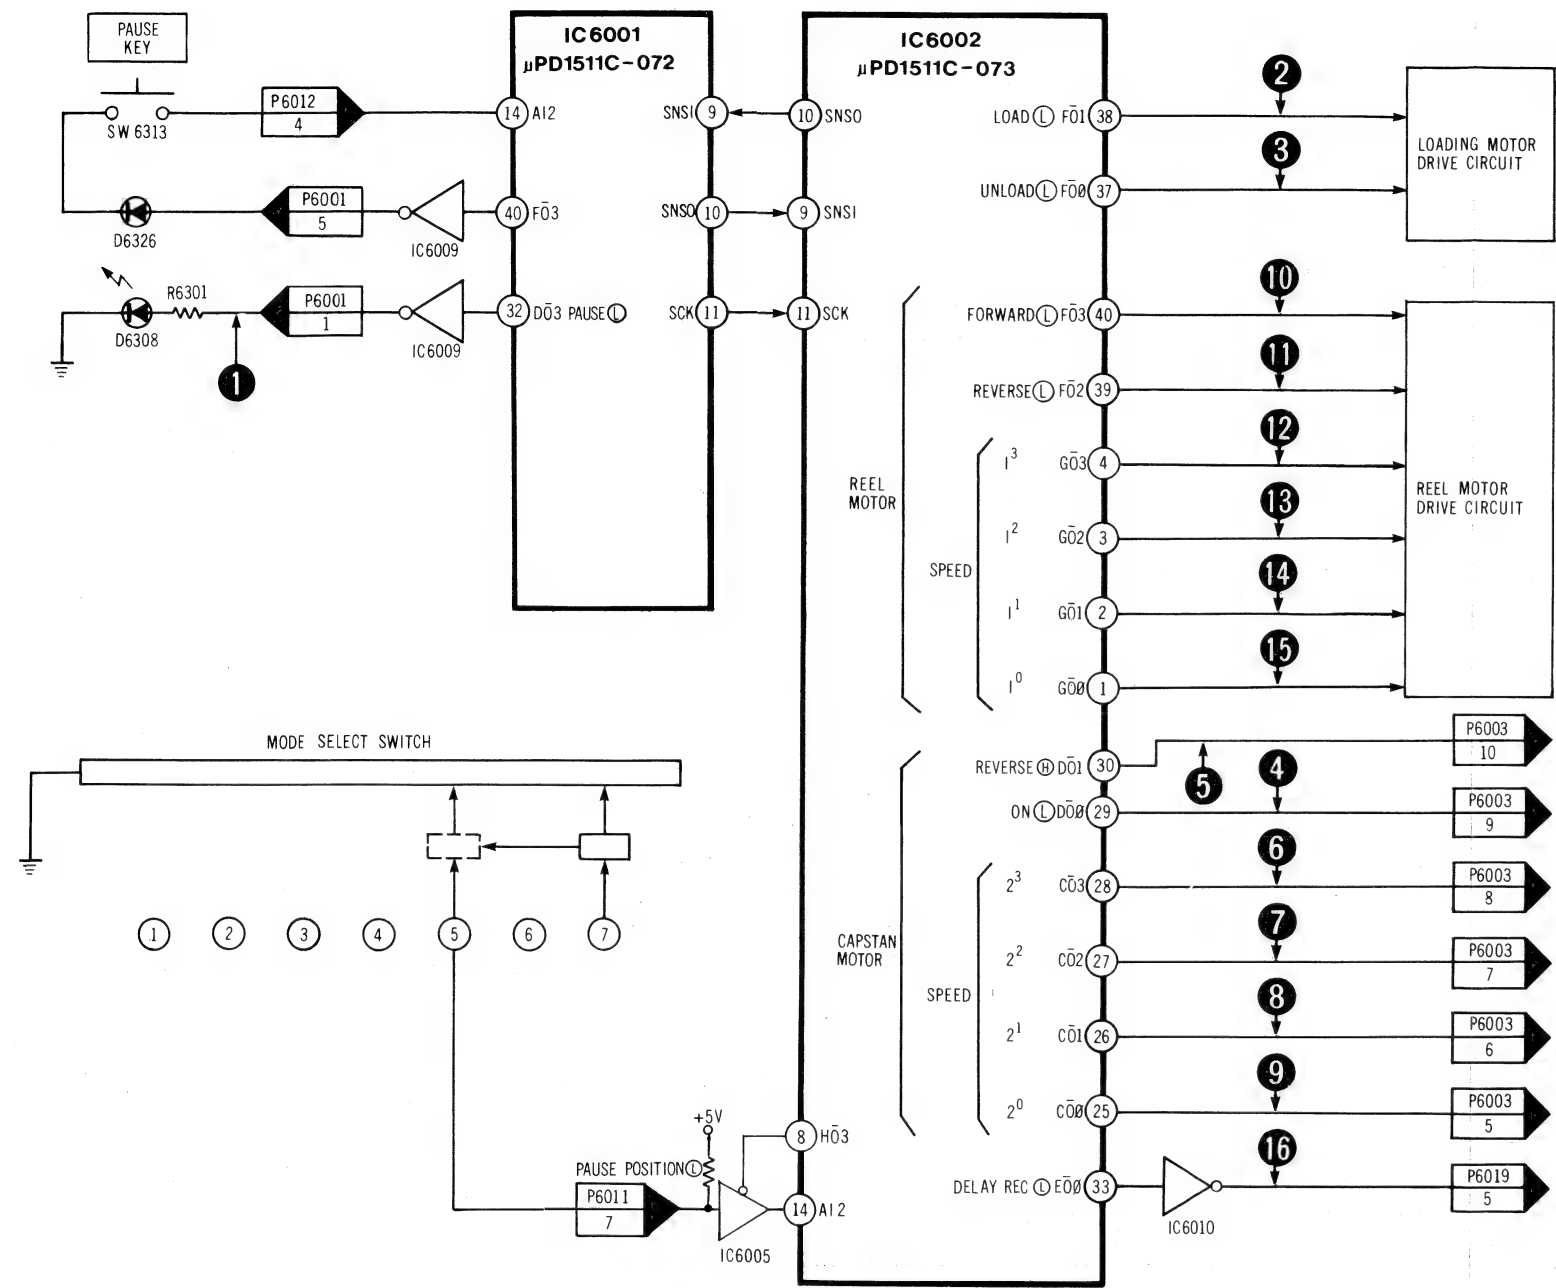 PAUSE
KEY
SW 6313
P6012
4
D6326
P6001
5
IC6009
R6301
D6308
P6001
1
IC6009
1
IC6001
μPD1511C-072
14 AI2
40 F̄Ō3
32 D̄Ō3 PAUSE Ⓛ
SNSI 9
SNSO 10
SCK 11
IC6002
μPD1511C-073
10 SNSO
9 SNSI
11 SCK
LOAD Ⓛ FŌ1 38
2
UNLOAD Ⓛ FŌ0 37
3
LOADING MOTOR
DRIVE CIRCUIT
REEL
MOTOR
FORWARD Ⓛ FŌ3 40
10
REVERSE Ⓛ FŌ2 39
11
SPEED
I³ GŌ3 4
12
I² GŌ2 3
13
I¹ GŌ1 2
14
I⁰ GŌ0 1
15
REEL MOTOR
DRIVE CIRCUIT
MODE SELECT SWITCH
1 2 3 4 5 6 7
CAPSTAN
MOTOR
REVERSE Ⓗ DŌ1 30
5
P6003
10
ON Ⓛ DŌ0 29
4
P6003
9
SPEED
2³ CŌ3 28
6
P6003
8
2² CŌ2 27
7
P6003
7
2¹ CŌ1 26
8
P6003
6
2⁰ CŌ0 25
9
P6003
5
DELAY REC Ⓛ EŌ0 33
IC6010
16
P6019
5
+5V
PAUSE POSITION Ⓛ
P6011
7
IC6005
8 HŌ3
14 AI2